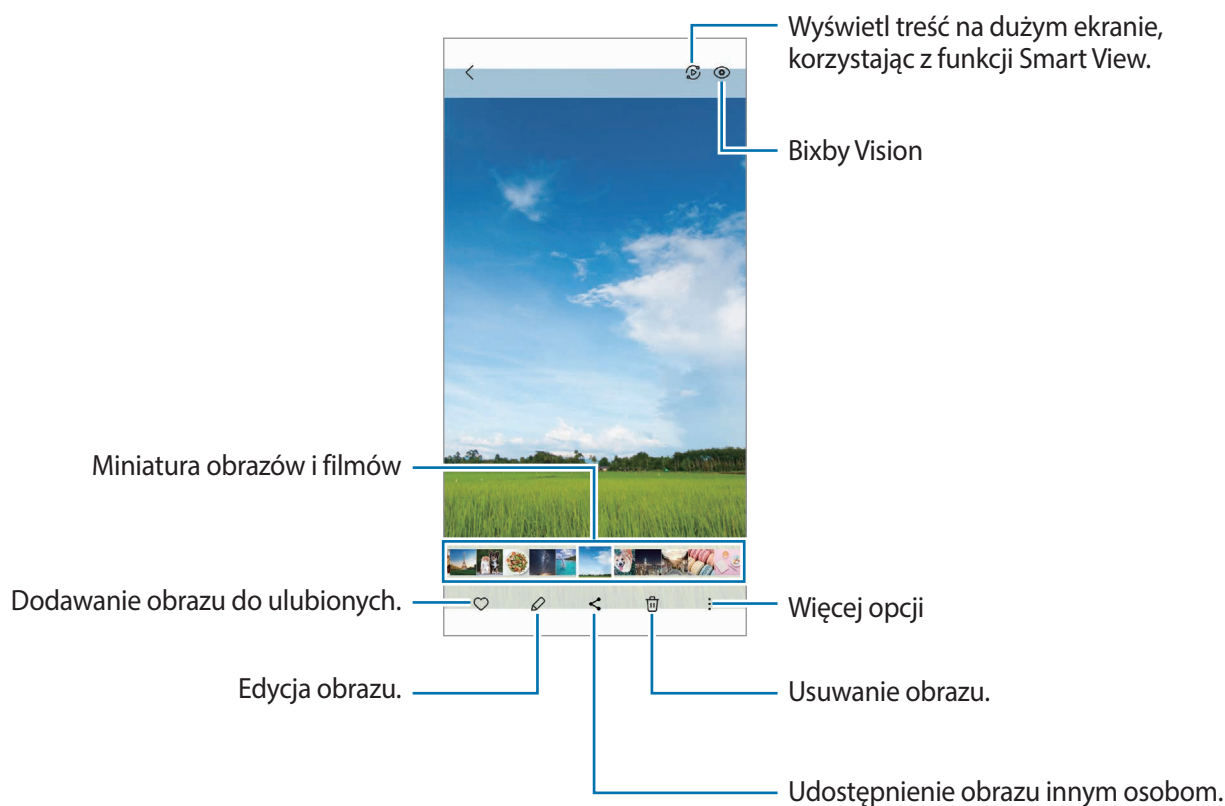 Wyświetl treść na dużym ekranie,
korzystając z funkcji Smart View.
Bixby Vision
Miniatura obrazów i filmów
Dodawanie obrazu do ulubionych.
Więcej opcji
Edycja obrazu.
Usuwanie obrazu.
Udostępnienie obrazu innym osobom.